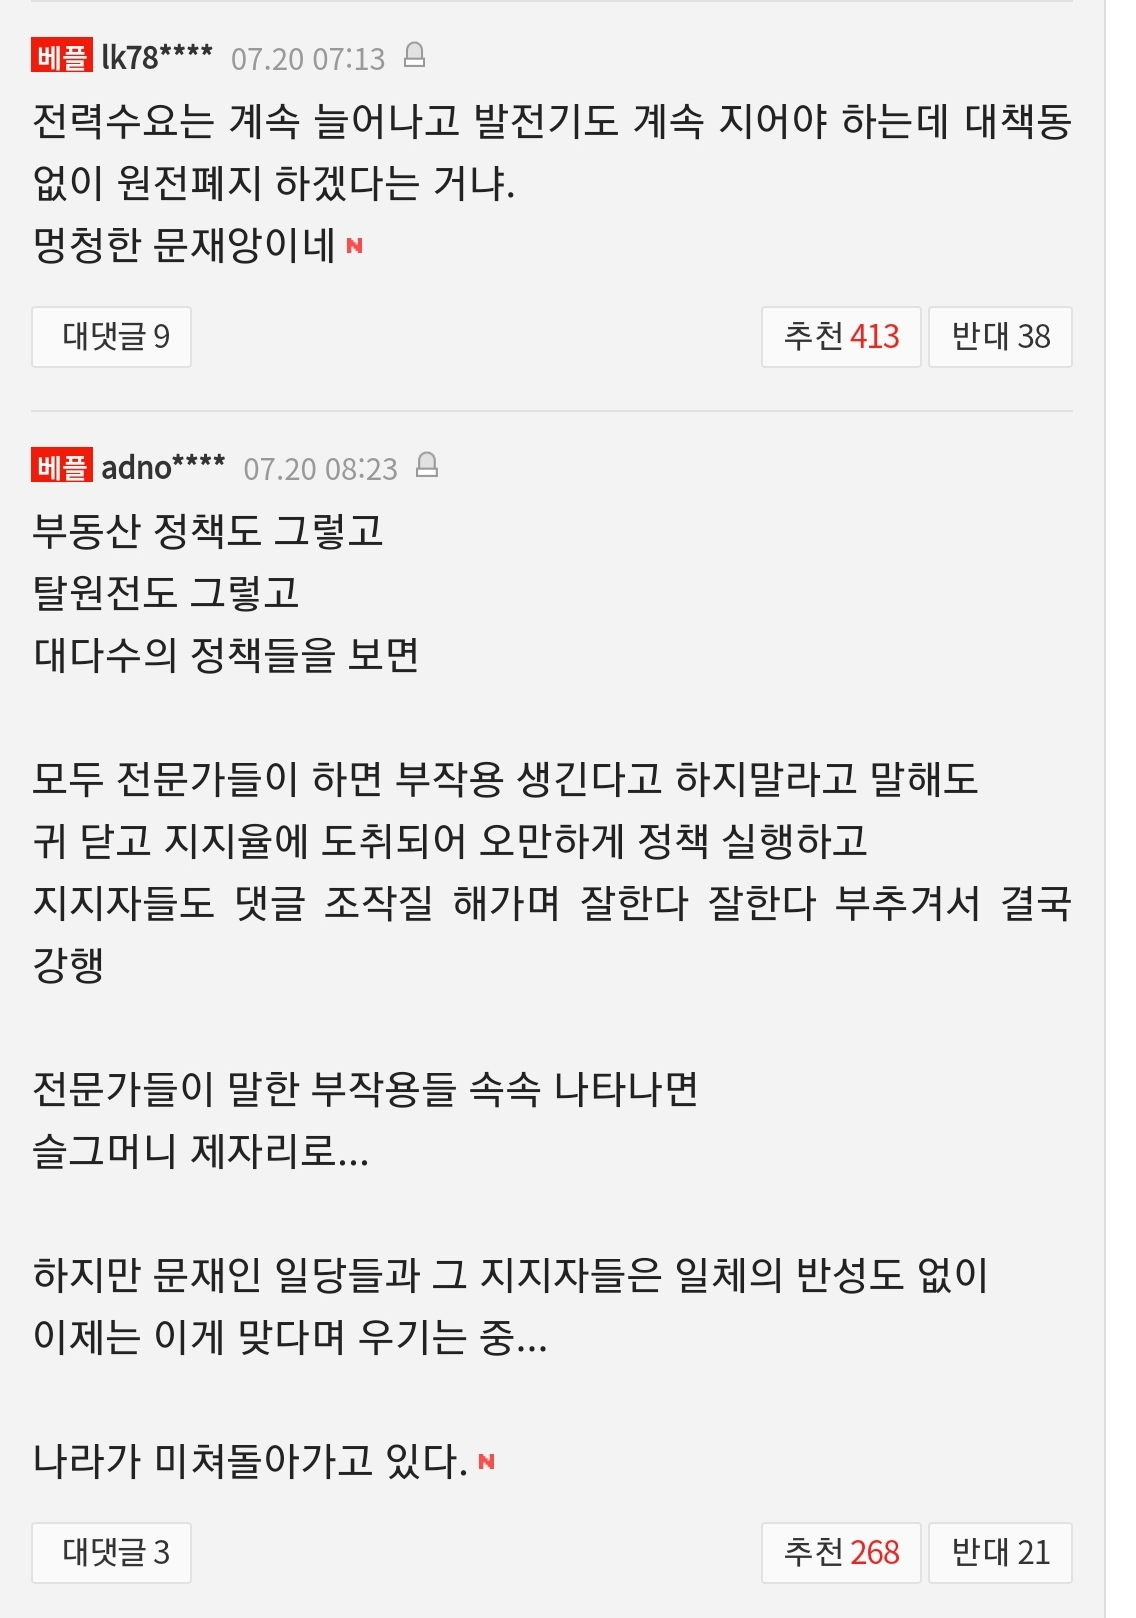 베플 lk78**** 07.20 07:13
전력수요는 계속 늘어나고 발전기도 계속 지어야 하는데 대책동
없이 원전폐지 하겠다는 거냐.
멍청한 문재앙이네 N
대댓글 9 추천 413 반대 38
베플 adno**** 07.20 08:23
부동산 정책도 그렇고
탈원전도 그렇고
대다수의 정책들을 보면
모두 전문가들이 하면 부작용 생긴다고 하지말라고 말해도
귀 닫고 지지율에 도취되어 오만하게 정책 실행하고
지지자들도 댓글 조작질 해가며 잘한다 잘한다 부추겨서 결국
강행
전문가들이 말한 부작용들 속속 나타나면
슬그머니 제자리로...
하지만 문재인 일당들과 그 지지자들은 일체의 반성도 없이
이제는 이게 맞다며 우기는 중...
나라가 미쳐돌아가고 있다. N
대댓글 3 추천 268 반대 21